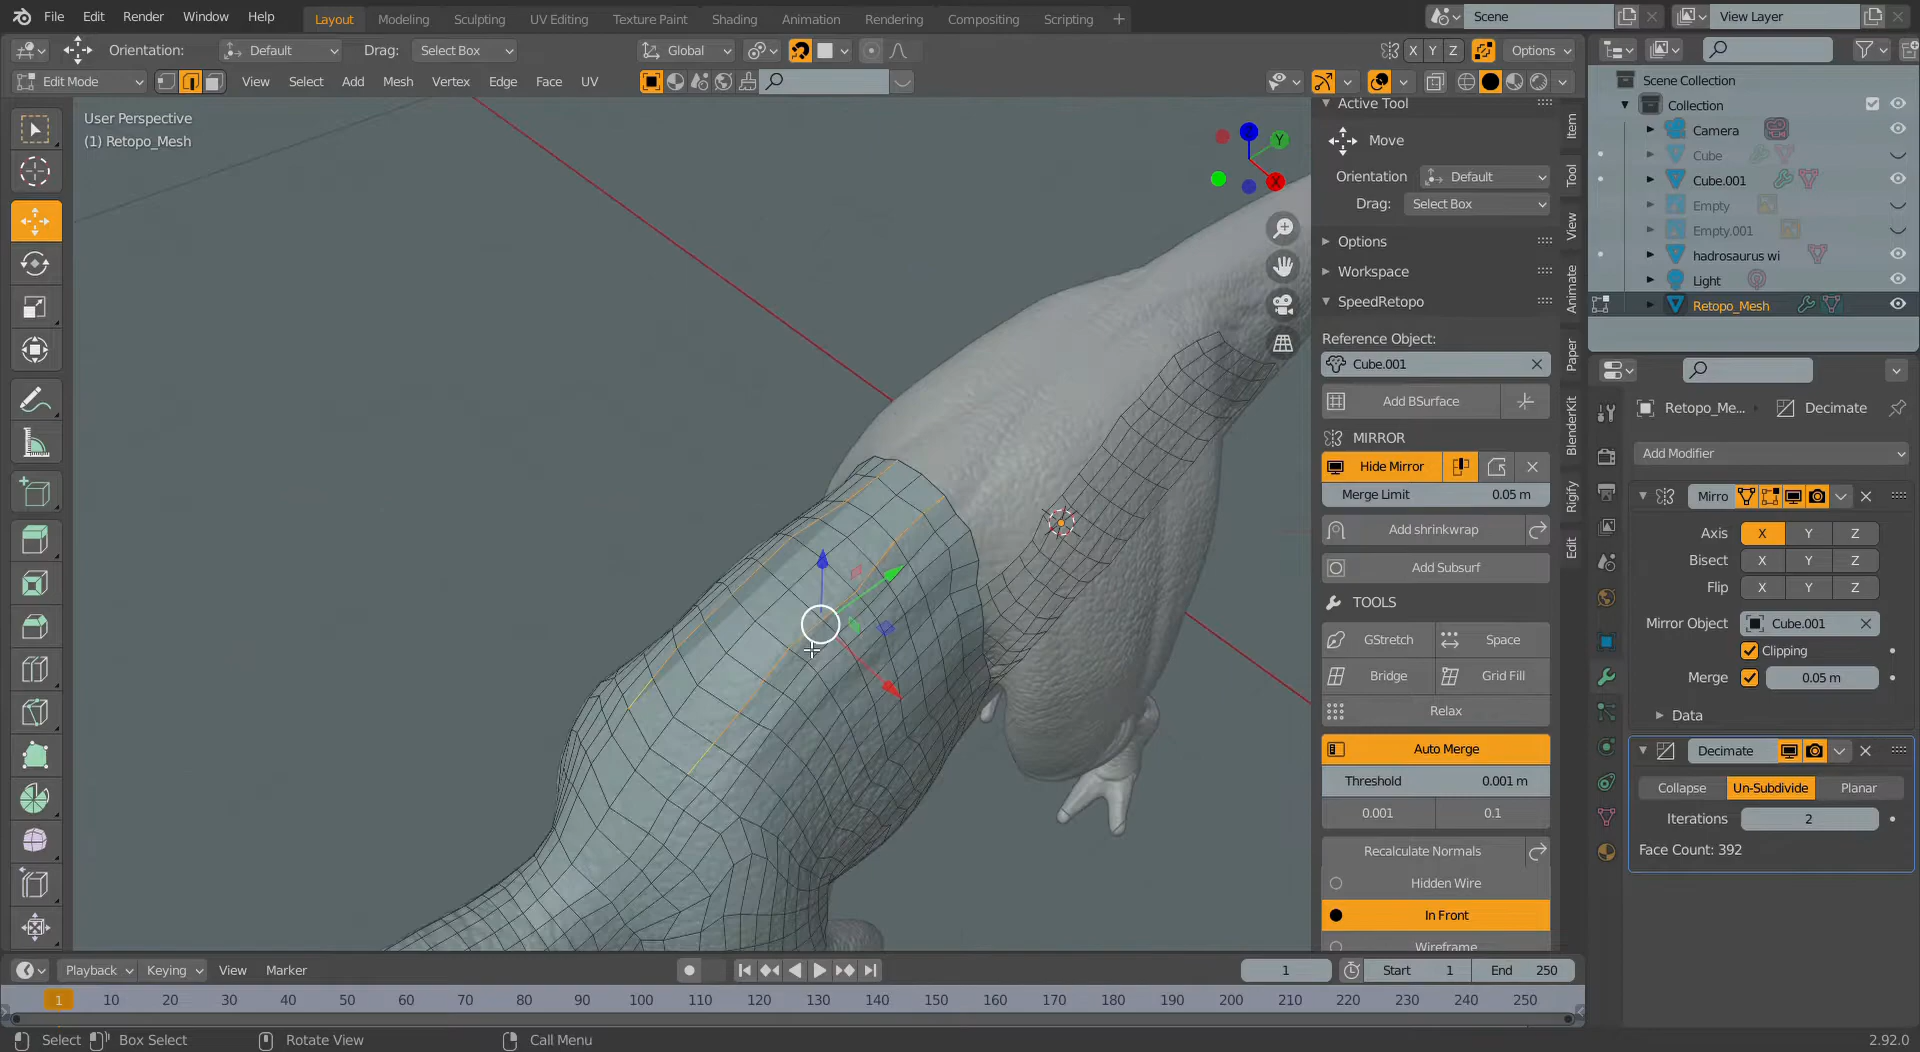 File Edit Render Window Help Layout Modeling Sculpting UV Editing Texture Paint Shading Animation Rendering Compositing Scripting + Scene View Layer
Orientation: Default Drag: Select Box Global X Y Z Options
Edit Mode View Select Add Mesh Vertex Edge Face UV
User Perspective
(1) Retopo_Mesh
Y
X
Active Tool
Move
Orientation Default
Drag: Select Box
Options
Workspace
SpeedRetopo
Reference Object:
Cube.001
Add BSurface
MIRROR
Hide Mirror
Merge Limit 0.05 m
Add shrinkwrap
Add Subsurf
TOOLS
GStretch Space
Bridge Grid Fill
Relax
Auto Merge
Threshold 0.001 m
0.001 0.1
Recalculate Normals
Hidden Wire
In Front
Wireframe
Item
Tool
View
Animate
Paper
BlenderKit
Rigify
Edit
Scene Collection
Collection
Camera
Cube
Cube.001
Empty
Empty.001
hadrosaurus wi
Light
Retopo_Mesh
Retopo_Me... Decimate
Add Modifier
Mirro
Axis X Y Z
Bisect X Y Z
Flip X Y Z
Mirror Object Cube.001
Clipping
Merge 0.05 m
Data
Decimate
Collapse Un-Subdivide Planar
Iterations 2
Face Count: 392
Playback Keying View Marker 1 Start 1 End 250
1 10 20 30 40 50 60 70 80 90 100 110 120 130 140 150 160 170 180 190 200 210 220 230 240 250
Select Box Select Rotate View Call Menu 2.92.0